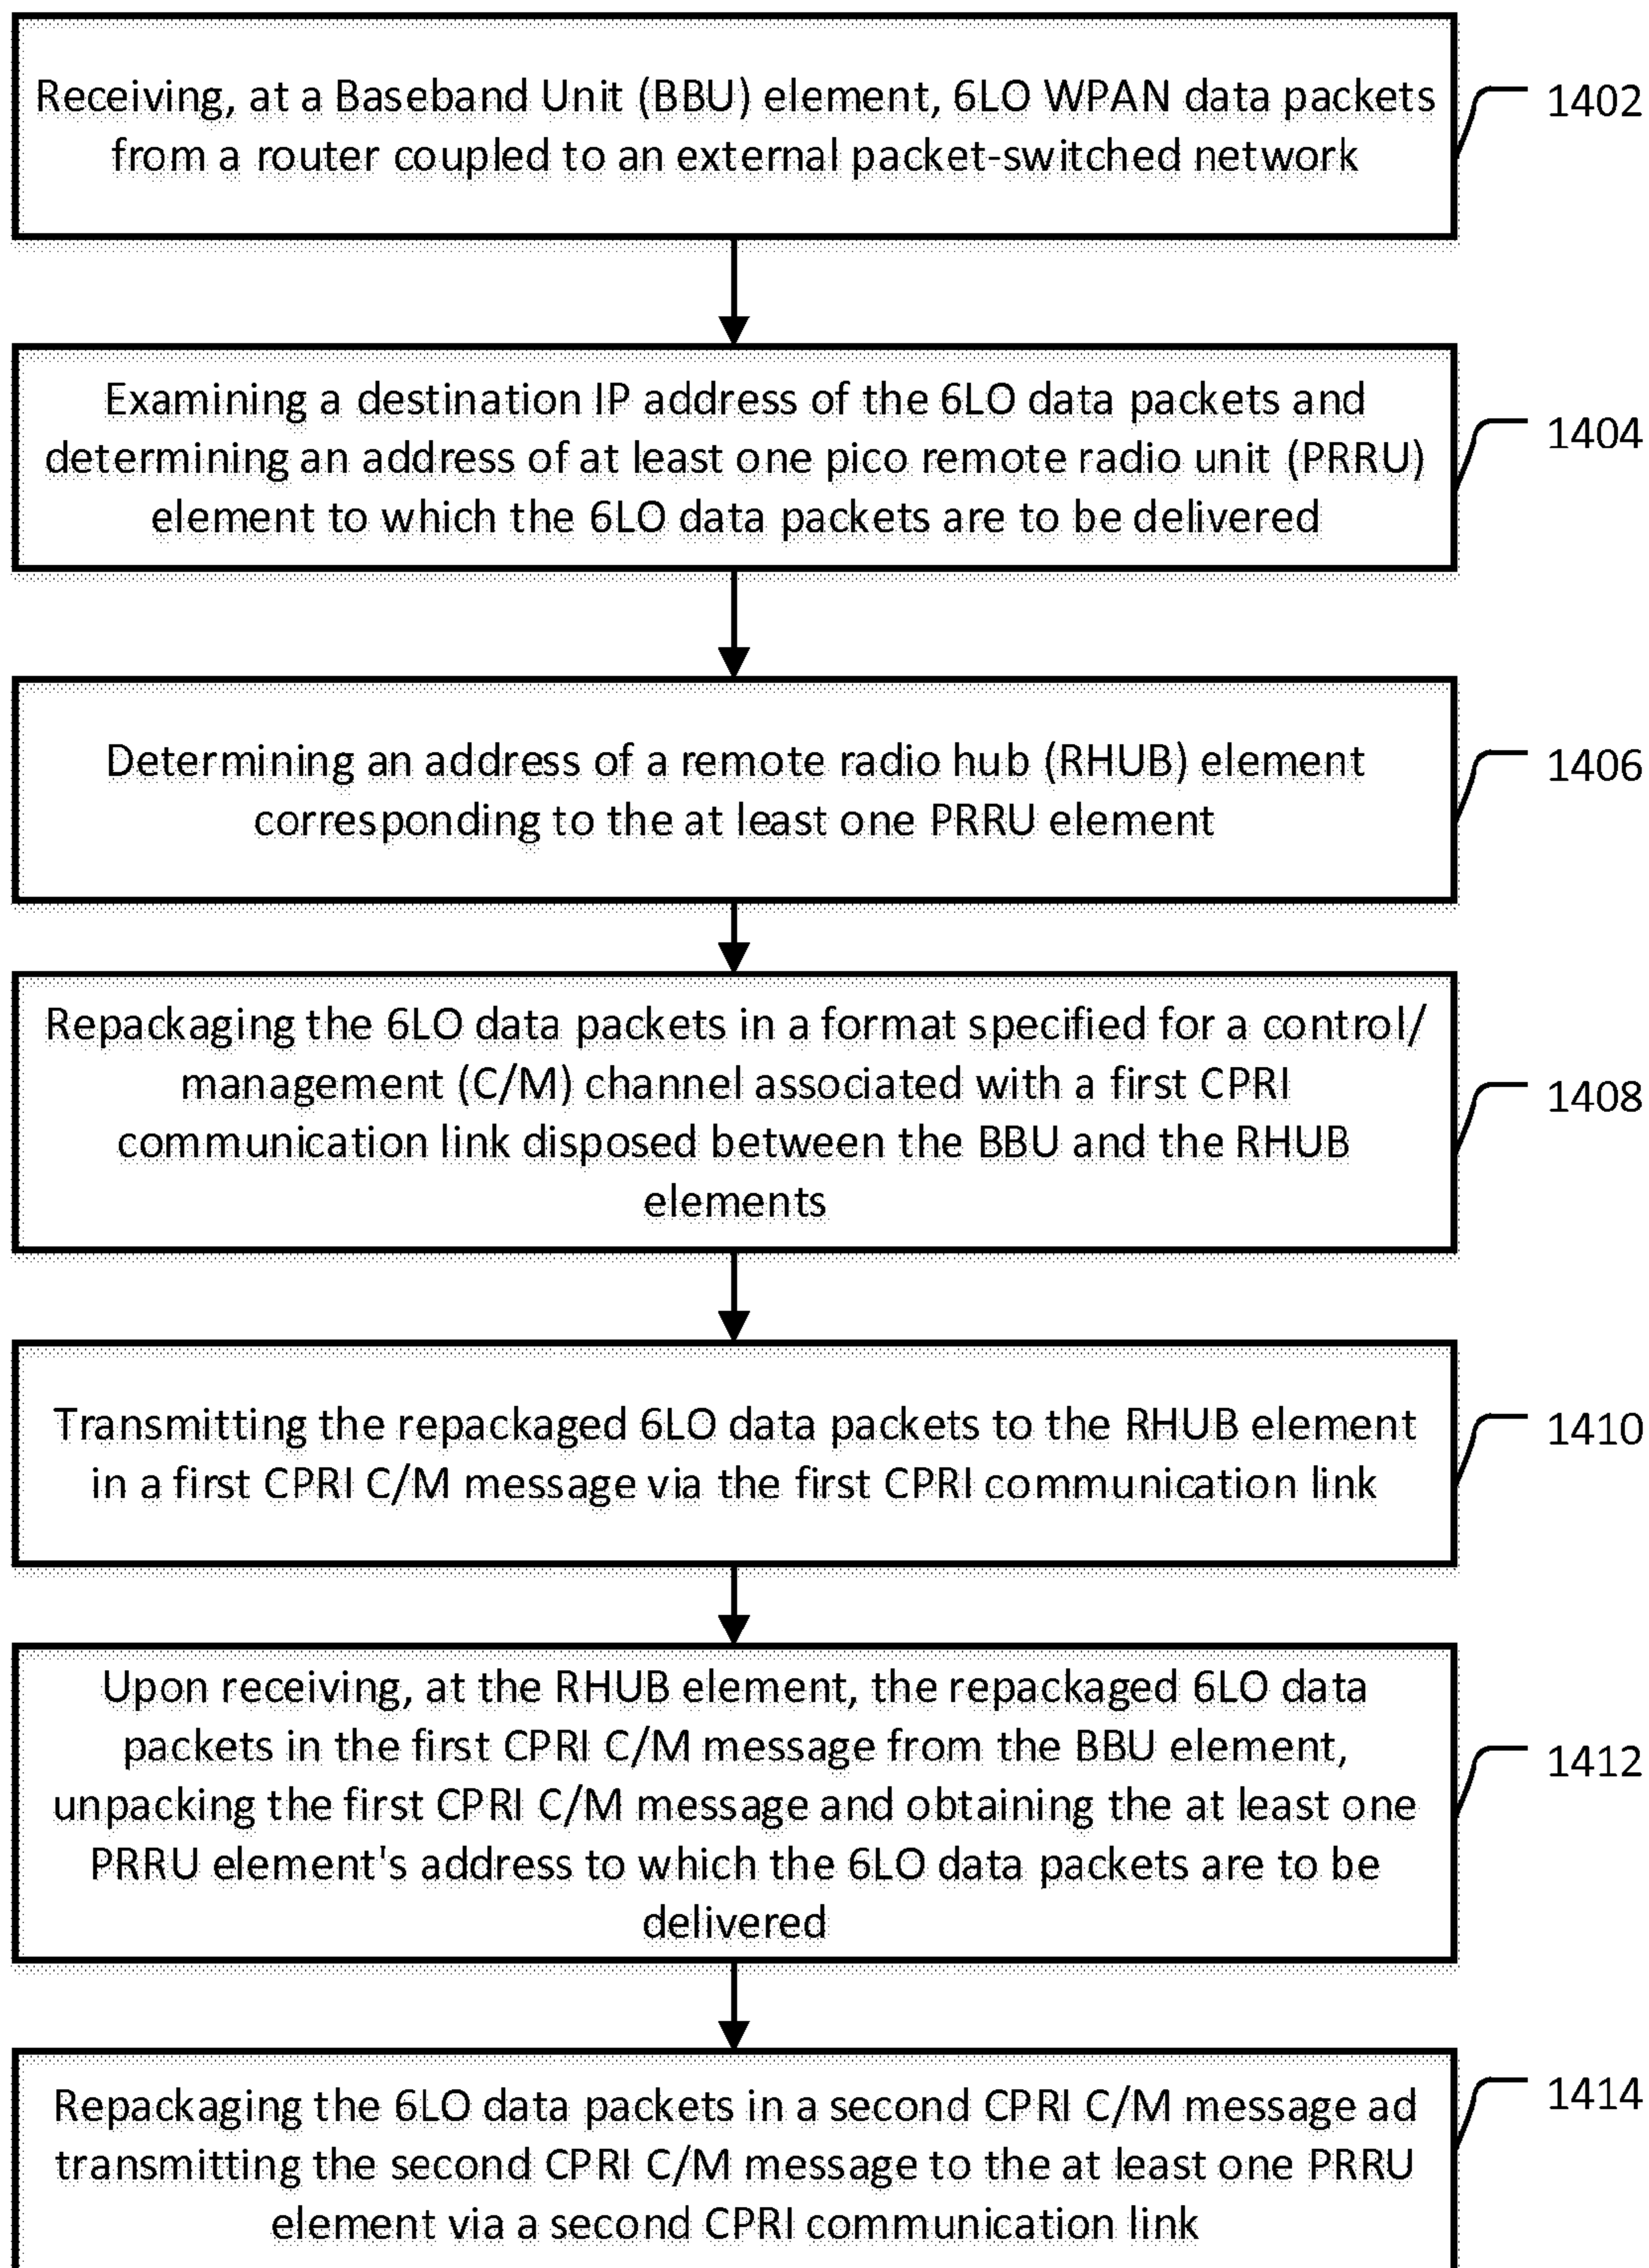 Receiving, at a Baseband Unit (BBU) element, 6LO WPAN data packets
from a router coupled to an external packet-switched network
1402
Examining a destination IP address of the 6LO data packets and
determining an address of at least one pico remote radio unit (PRRU)
element to which the 6LO data packets are to be delivered
1404
Determining an address of a remote radio hub (RHUB) element
corresponding to the at least one PRRU element
1406
Repackaging the 6LO data packets in a format specified for a control/
management (C/M) channel associated with a first CPRI
communication link disposed between the BBU and the RHUB
elements
1408
Transmitting the repackaged 6LO data packets to the RHUB element
in a first CPRI C/M message via the first CPRI communication link
1410
Upon receiving, at the RHUB element, the repackaged 6LO data
packets in the first CPRI C/M message from the BBU element,
unpacking the first CPRI C/M message and obtaining the at least one
PRRU element's address to which the 6LO data packets are to be
delivered
1412
Repackaging the 6LO data packets in a second CPRI C/M message ad
transmitting the second CPRI C/M message to the at least one PRRU
element via a second CPRI communication link
1414